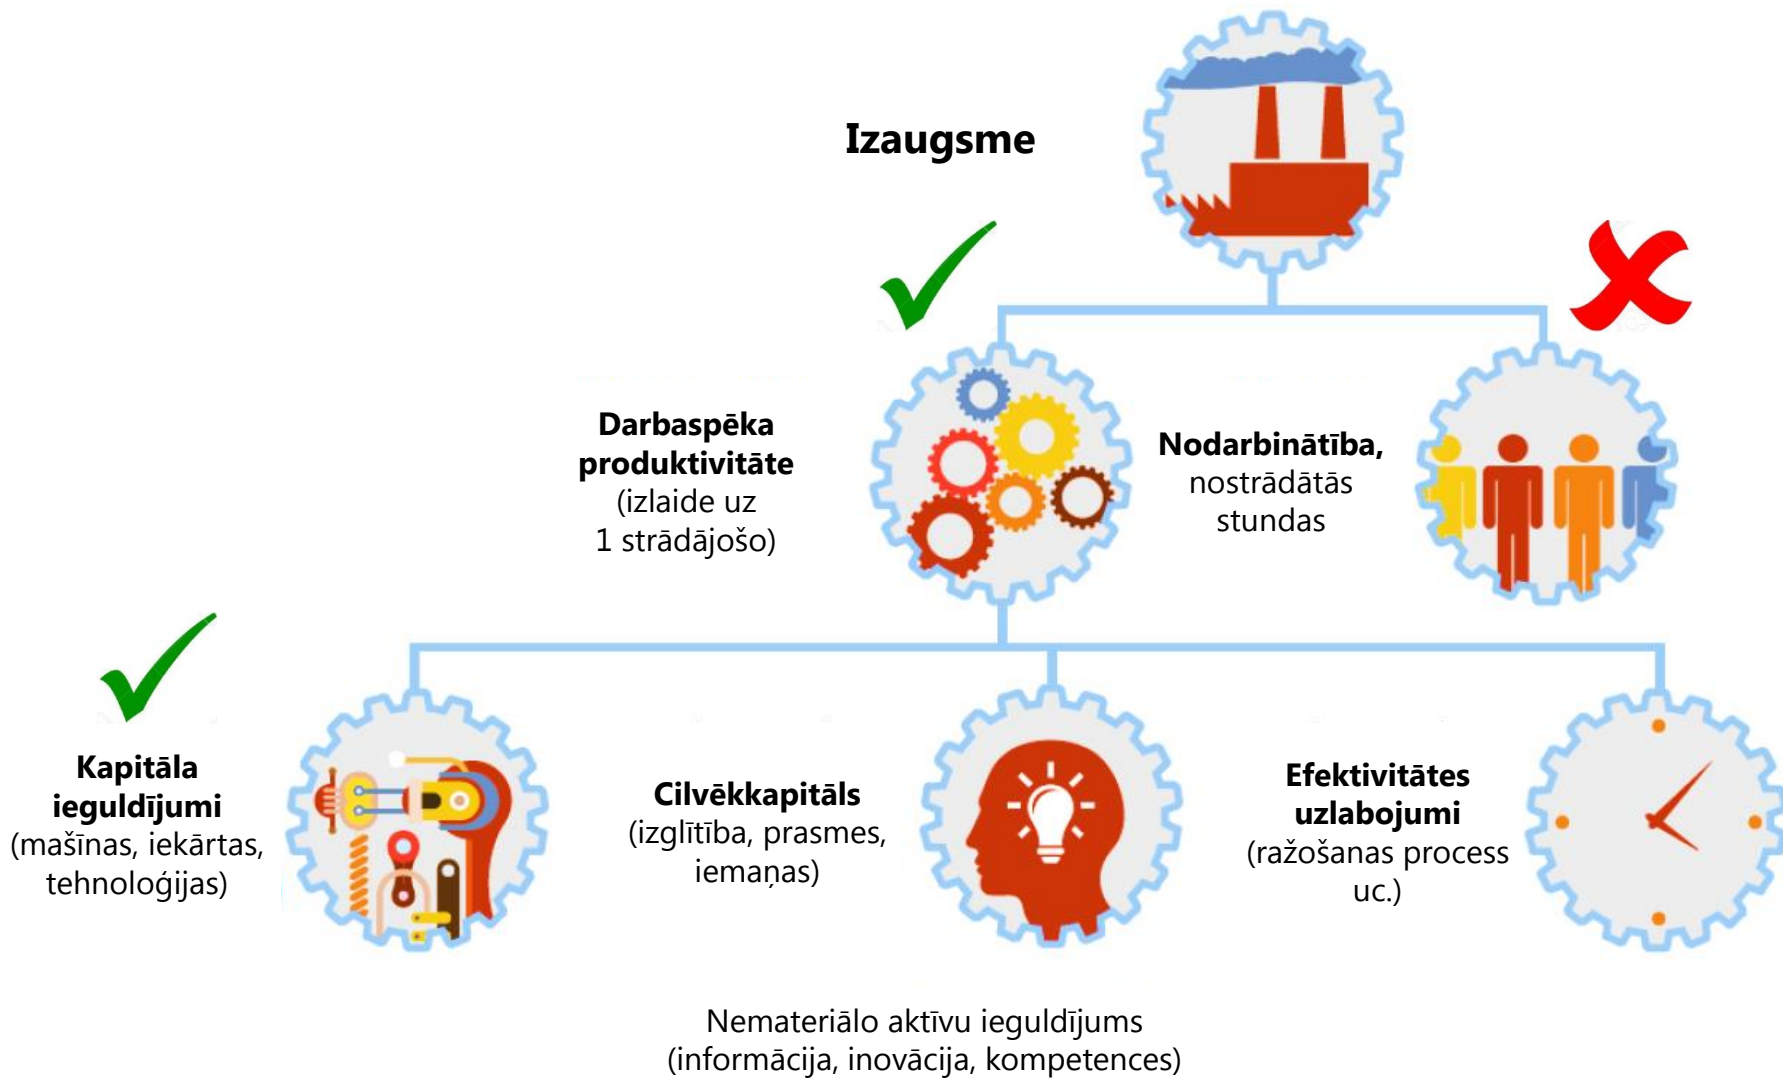 Izaugsme
Darbaspēka
produktivitāte
(izlaide uz
1 strādājošo)
Nodarbinātība,
nostrādātās
stundas
Kapitāla
ieguldījumi
(mašīnas, iekārtas,
tehnoloģijas)
Cilvēkkapitāls
(izglītība, prasmes,
iemaņas)
Efektivitātes
uzlabojumi
(ražošanas process
uc.)
Nemateriālo aktīvu ieguldījums
(informācija, inovācija, kompetences)